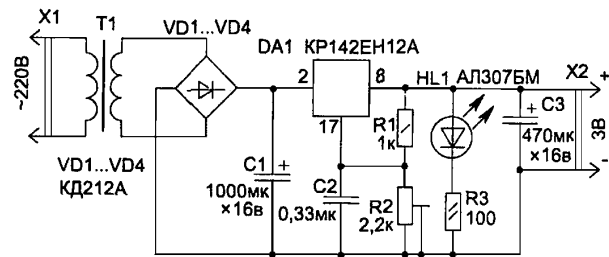 X1
T1
VD1...VD4
DA1 КР142ЕН12А
HL1 АЛ307БМ
X2
~220В
2
8
17
+
R1
1к
C3
+
470мк
×16в
3В
-
VD1...VD4
КД212А
C1
+
1000мк
×16в
C2
0,33мк
R2
2,2к
R3
100